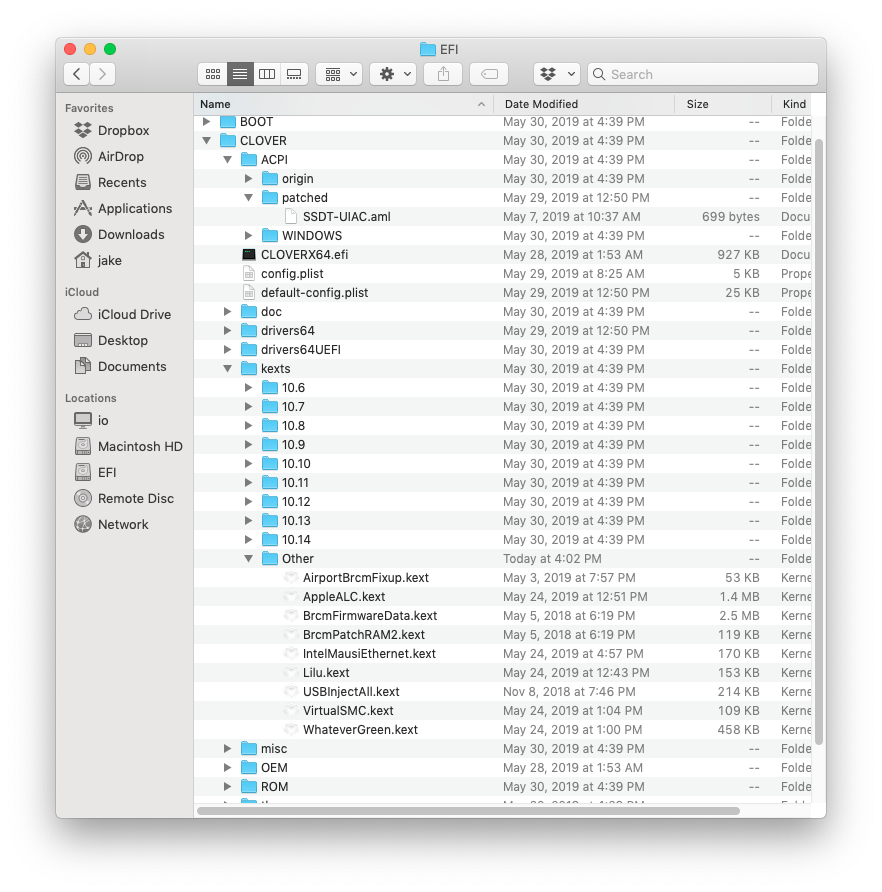 EFI
Search
Favorites
Dropbox
AirDrop
Recents
Applications
Downloads
jake
iCloud
iCloud Drive
Desktop
Documents
Locations
io
Macintosh HD
EFI
Remote Disc
Network
Name Date Modified Size Kind
BOOT May 30, 2019 at 4:39 PM -- Folde
CLOVER May 30, 2019 at 4:39 PM -- Folde
ACPI May 30, 2019 at 4:39 PM -- Folde
origin May 30, 2019 at 4:39 PM -- Folde
patched May 29, 2019 at 12:50 PM -- Folde
SSDT-UIAC.aml May 7, 2019 at 10:37 AM 699 bytes Docu
WINDOWS May 30, 2019 at 4:39 PM -- Folde
CLOVERX64.efi May 28, 2019 at 1:53 AM 927 KB Docu
config.plist May 29, 2019 at 8:25 AM 5 KB Prope
default-config.plist May 29, 2019 at 12:50 PM 25 KB Prope
doc May 30, 2019 at 4:39 PM -- Folde
drivers64 May 29, 2019 at 12:50 PM -- Folde
drivers64UEFI May 30, 2019 at 4:39 PM -- Folde
kexts May 30, 2019 at 4:39 PM -- Folde
10.6 May 30, 2019 at 4:39 PM -- Folde
10.7 May 30, 2019 at 4:39 PM -- Folde
10.8 May 30, 2019 at 4:39 PM -- Folde
10.9 May 30, 2019 at 4:39 PM -- Folde
10.10 May 30, 2019 at 4:39 PM -- Folde
10.11 May 30, 2019 at 4:39 PM -- Folde
10.12 May 30, 2019 at 4:39 PM -- Folde
10.13 May 30, 2019 at 4:39 PM -- Folde
10.14 May 30, 2019 at 4:39 PM -- Folde
Other Today at 4:02 PM -- Folde
AirportBrcmFixup.kext May 3, 2019 at 7:57 PM 53 KB Kerne
AppleALC.kext May 24, 2019 at 12:51 PM 1.4 MB Kerne
BrcmFirmwareData.kext May 5, 2018 at 6:19 PM 2.5 MB Kerne
BrcmPatchRAM2.kext May 5, 2018 at 6:19 PM 119 KB Kerne
IntelMausiEthernet.kext May 24, 2019 at 4:57 PM 170 KB Kerne
Lilu.kext May 24, 2019 at 12:43 PM 153 KB Kerne
USBInjectAll.kext Nov 8, 2018 at 7:46 PM 214 KB Kerne
VirtualSMC.kext May 24, 2019 at 1:04 PM 109 KB Kerne
WhateverGreen.kext May 24, 2019 at 1:00 PM 458 KB Kerne
misc May 30, 2019 at 4:39 PM -- Folde
OEM May 28, 2019 at 1:53 AM -- Folde
ROM May 30, 2019 at 4:39 PM -- Folde